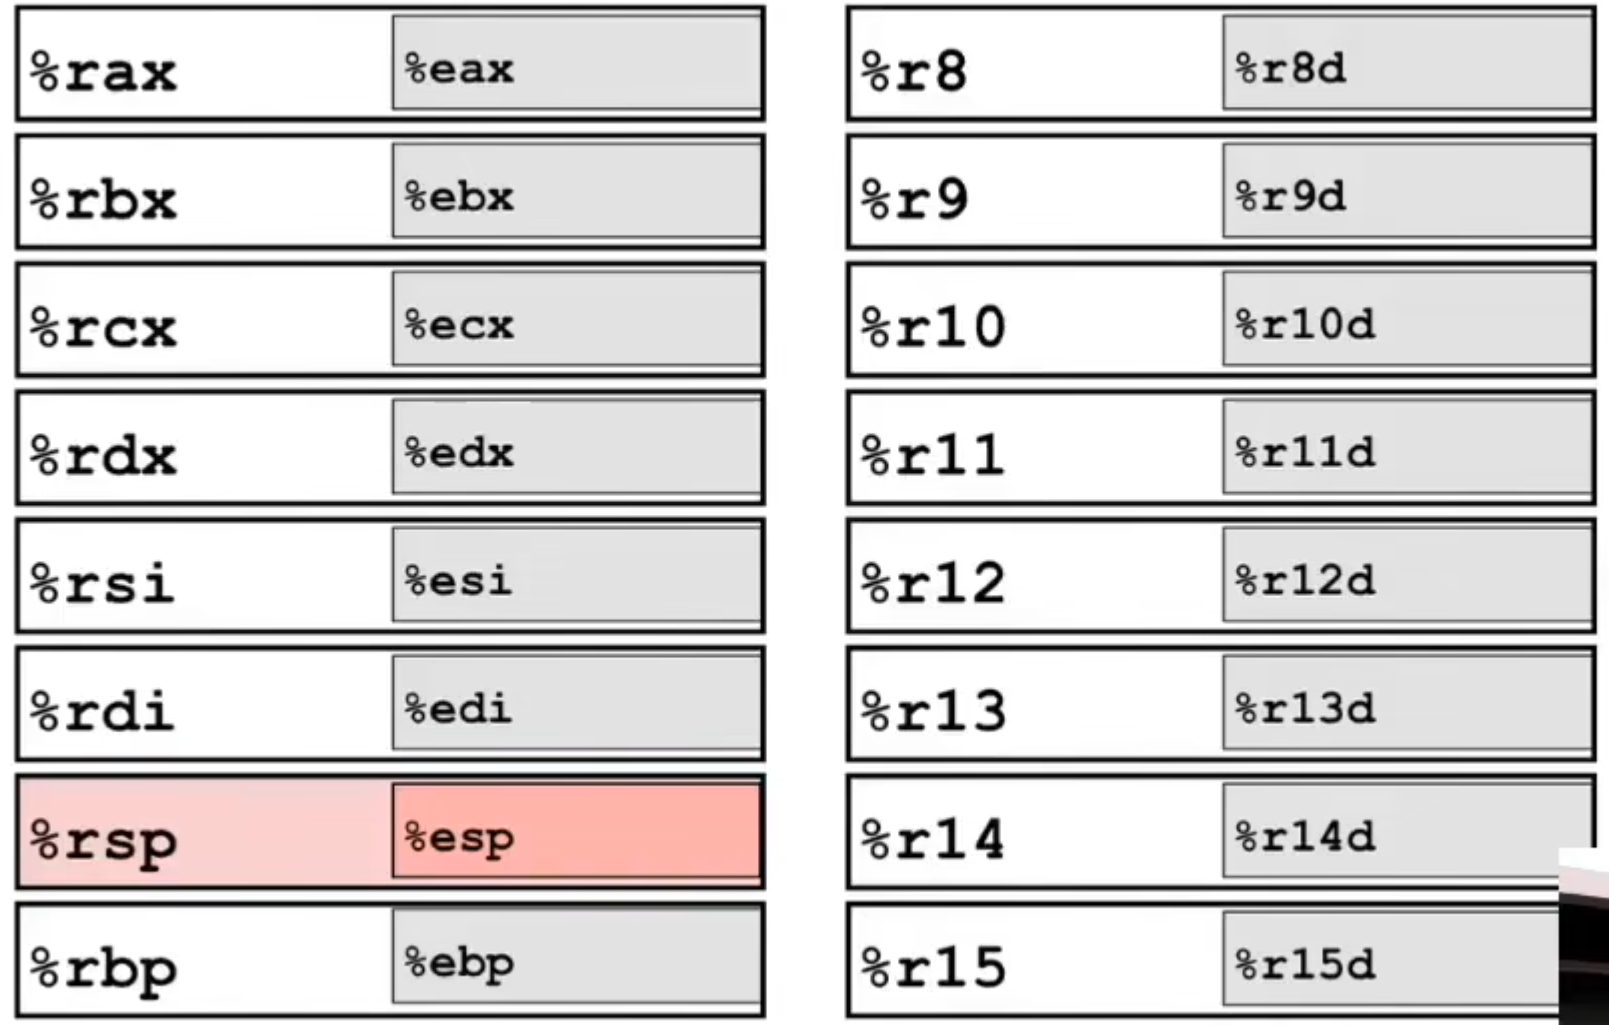 %rax %eax
%rbx %ebx
%rcx %ecx
%rdx %edx
%rsi %esi
%rdi %edi
%rsp %esp
%rbp %ebp
%r8 %r8d
%r9 %r9d
%r10 %r10d
%r11 %r11d
%r12 %r12d
%r13 %r13d
%r14 %r14d
%r15 %r15d